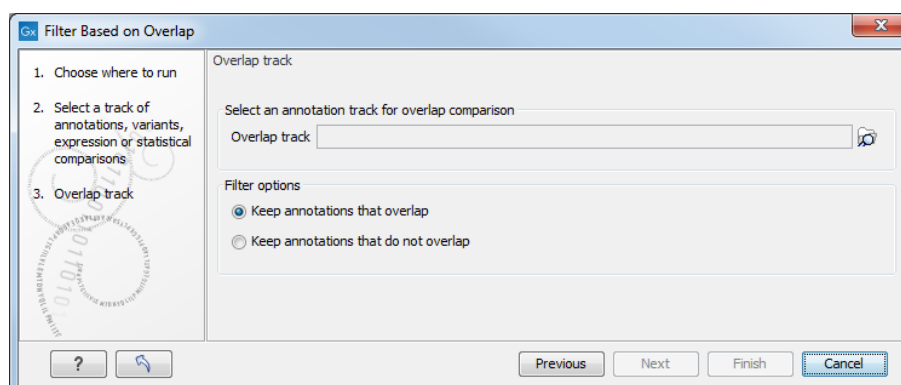 Gx Filter Based on Overlap
X
1. Choose where to run
2. Select a track of
annotations, variants,
expression or statistical
comparisons
3. Overlap track
Overlap track
Select an annotation track for overlap comparison
Overlap track
Filter options
Keep annotations that overlap
Keep annotations that do not overlap
?
Previous
Next
Finish
Cancel